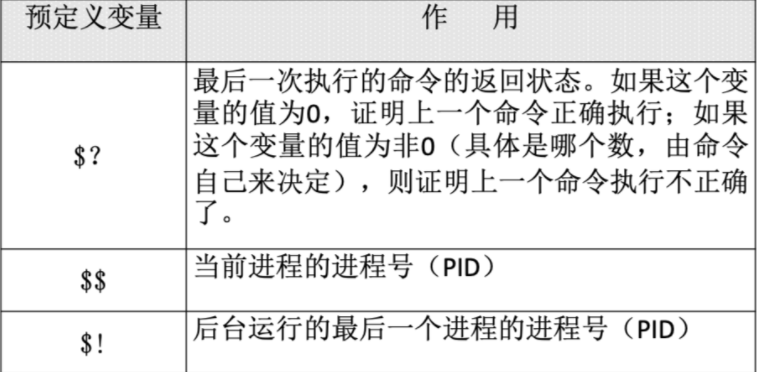 预定义变量 作 用
最后一次执行的命令的返回状态。如果这个变
量的值为0，证明上一个命令正确执行；如果
$? 这个变量的值为非0（具体是哪个数，由命令
自己来决定），则证明上一个命令执行不正确
了。
$$ 当前进程的进程号（PID）
$! 后台运行的最后一个进程的进程号（PID）